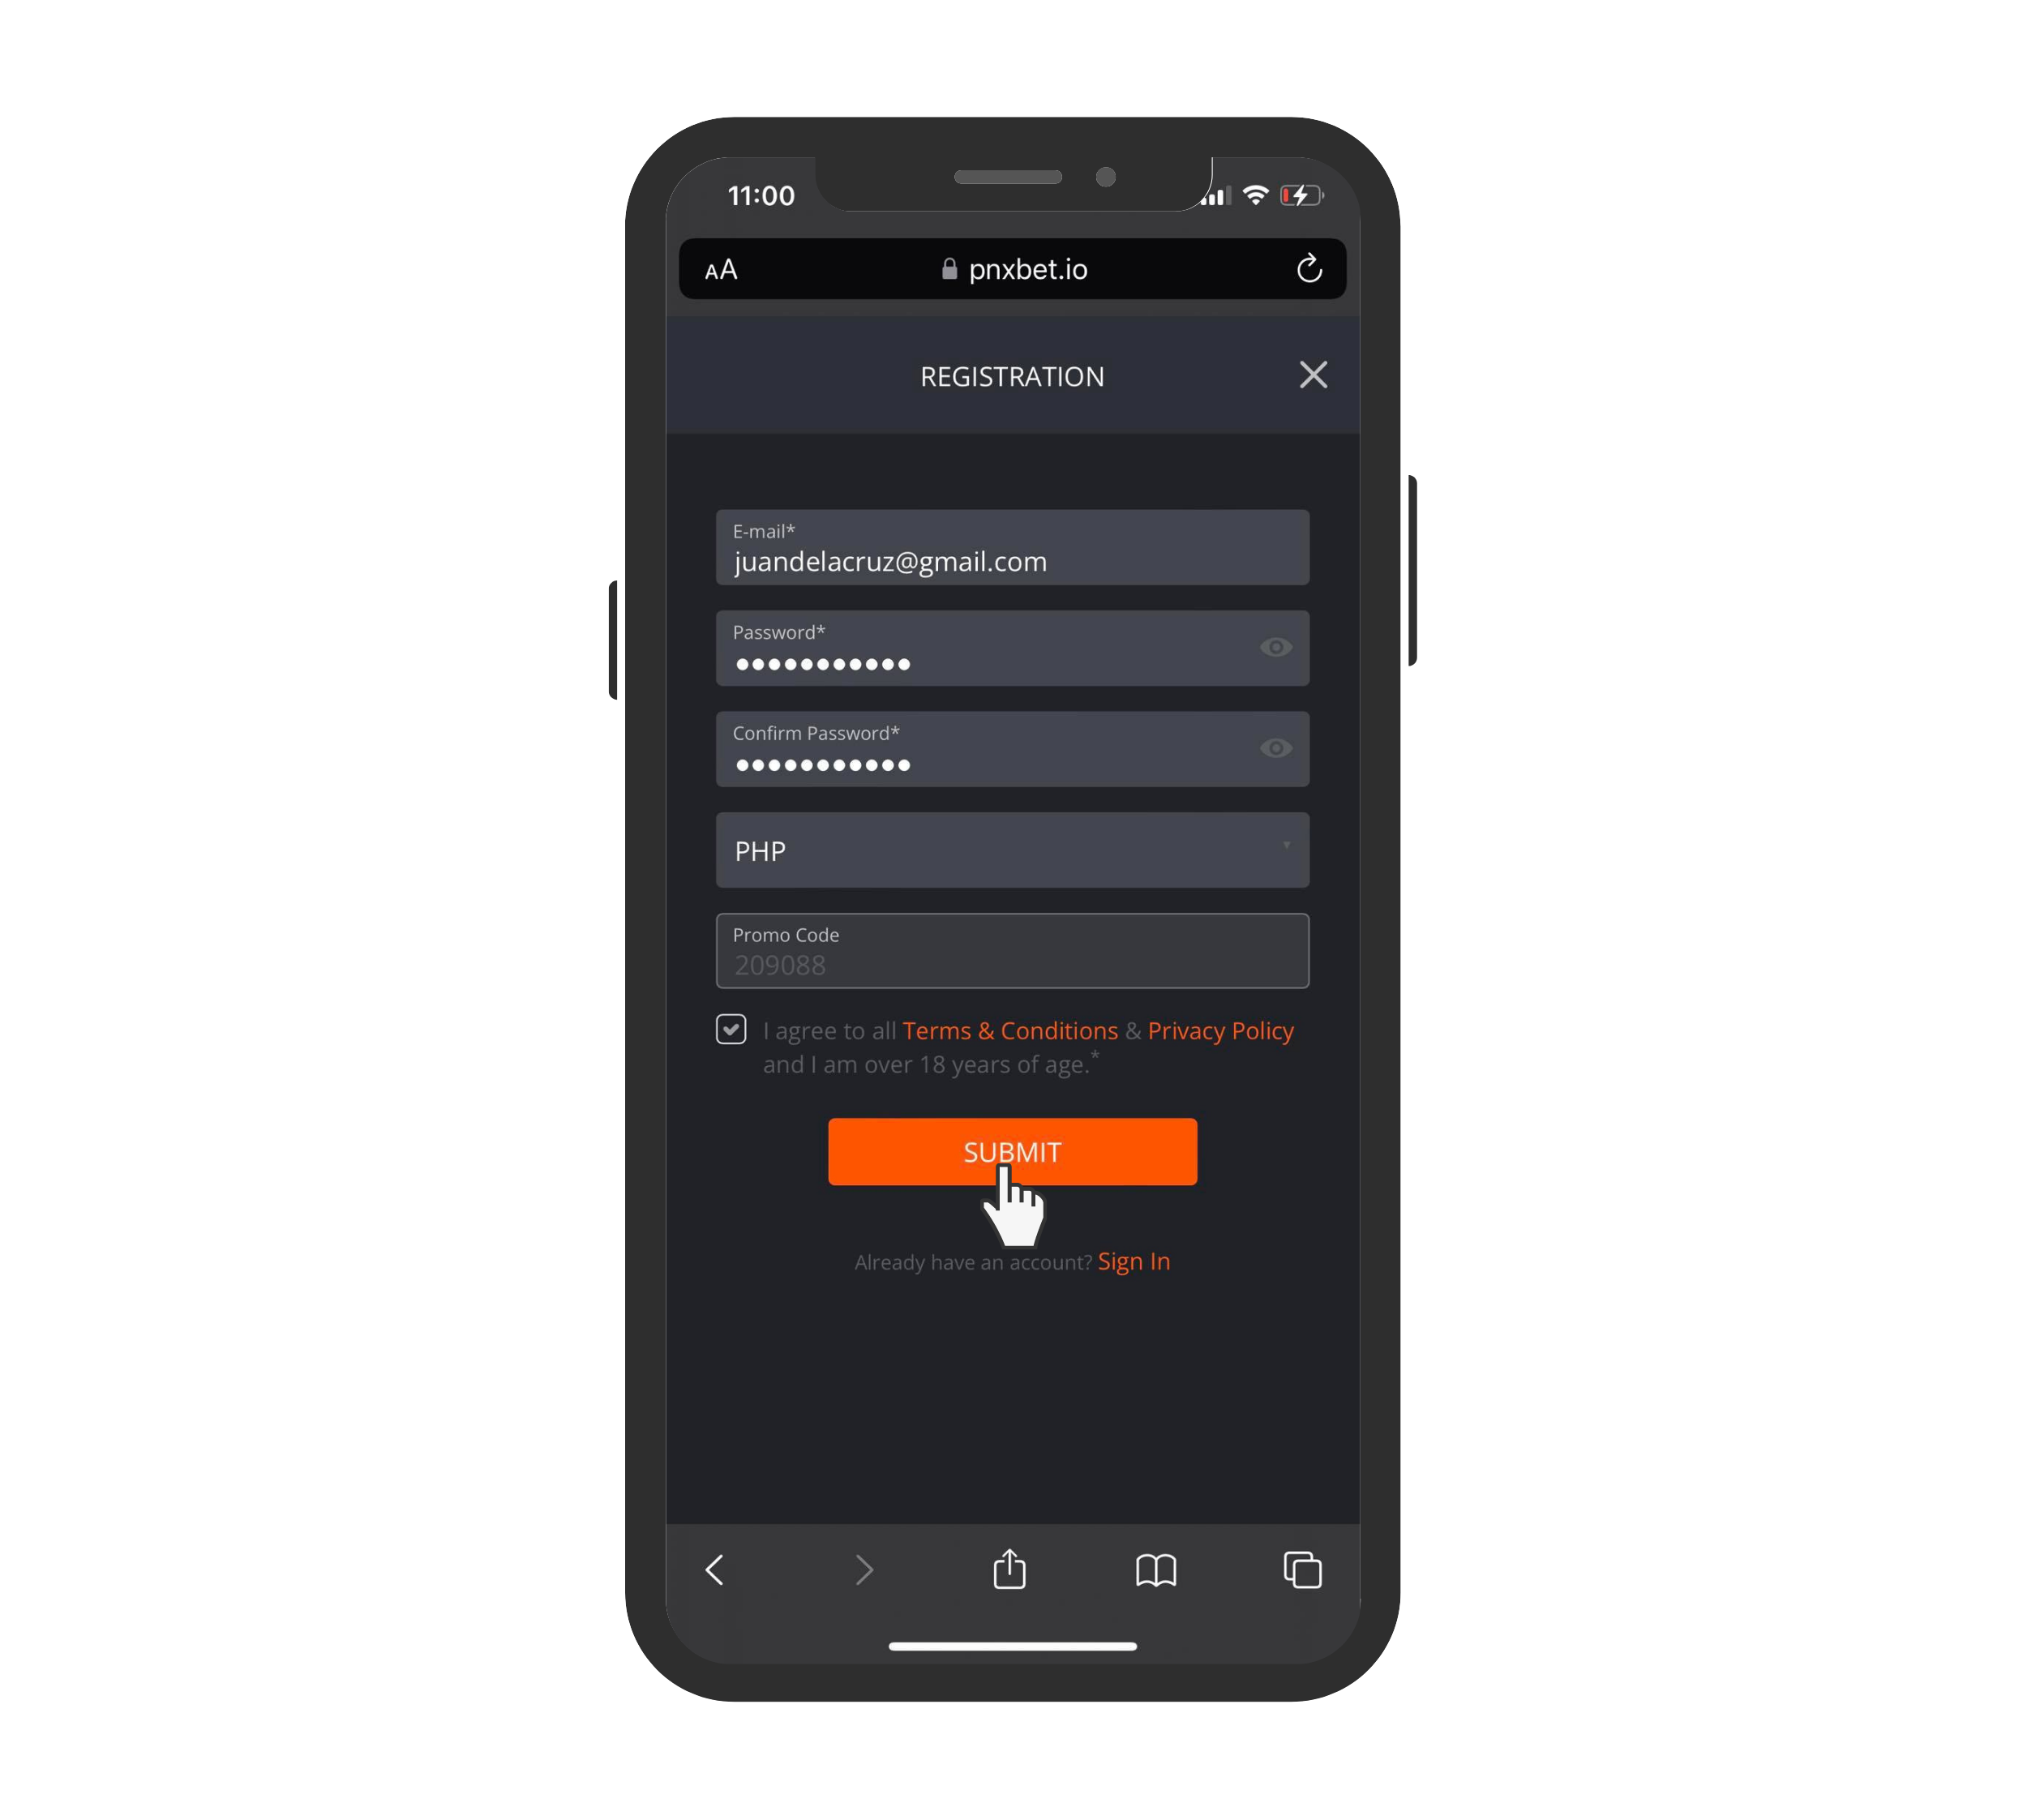 11:00
AA pnxbet.io
REGISTRATION
E-mail*
juandelacruz@gmail.com
Password*
•••••••••••
Confirm Password*
•••••••••••
PHP
Promo Code
209088
I agree to all Terms & Conditions & Privacy Policy
and I am over 18 years of age.*
SUBMIT
Already have an account? Sign In